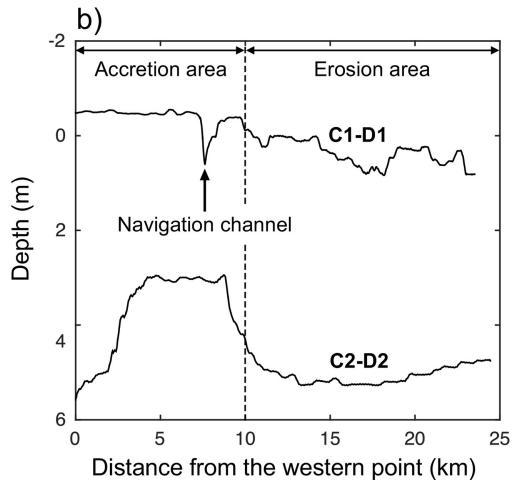 b)
-2
Accretion area
Erosion area
0
C1-D1
Navigation channel
2
Depth (m)
4
C2-D2
6
0
5
10
15
20
25
Distance from the western point (km)